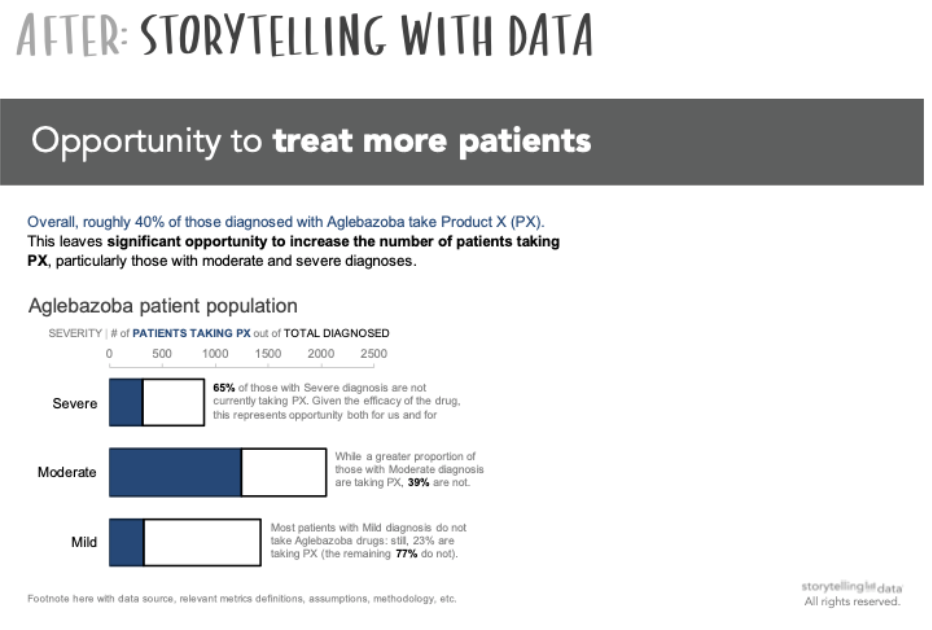 AFTER: STORYTELLING WITH DATA
Opportunity to treat more patients
Overall, roughly 40% of those diagnosed with Aglebazoba take Product X (PX).
This leaves significant opportunity to increase the number of patients taking
PX, particularly those with moderate and severe diagnoses.
Aglebazoba patient population
SEVERITY | # of PATIENTS TAKING PX out of TOTAL DIAGNOSED
0 500 1000 1500 2000 2500
Severe
65% of those with Severe diagnosis are not
currently taking PX. Given the efficacy of the drug,
this represents opportunity both for us and for
Moderate
While a greater proportion of
those with Moderate diagnosis
are taking PX, 39% are not.
Mild
Most patients with Mild diagnosis do not
take Aglebazoba drugs: still, 23% are
taking PX (the remaining 77% do not).
Footnote here with data source, relevant metrics definitions, assumptions, methodology, etc.
storytelling with data
All rights reserved.